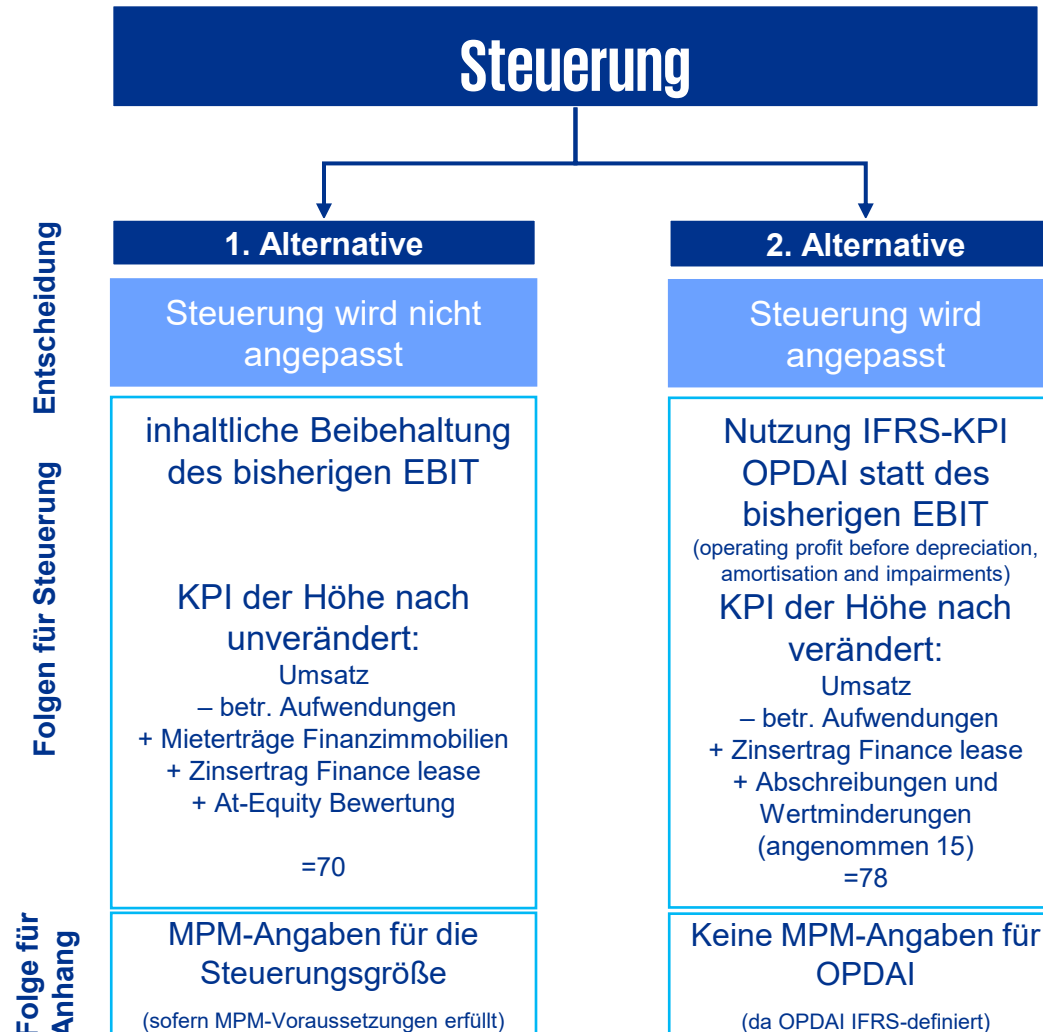 Steuerung
1. Alternative
2. Alternative
Entscheidung
Steuerung wird nicht
angepasst
Steuerung wird
angepasst
Folgen für Steuerung
inhaltliche Beibehaltung
des bisherigen EBIT
KPI der Höhe nach
unverändert:
Umsatz
– betr. Aufwendungen
+ Mieterträge Finanzimmobilien
+ Zinsertrag Finance lease
+ At-Equity Bewertung
=70
Nutzung IFRS-KPI
OPDAI statt des
bisherigen EBIT
(operating profit before depreciation,
amortisation and impairments)
KPI der Höhe nach
verändert:
Umsatz
– betr. Aufwendungen
+ Zinsertrag Finance lease
+ Abschreibungen und
Wertminderungen
(angenommen 15)
=78
Folge für
Anhang
MPM-Angaben für die
Steuerungsgröße
(sofern MPM-Voraussetzungen erfüllt)
Keine MPM-Angaben für
OPDAI
(da OPDAI IFRS-definiert)